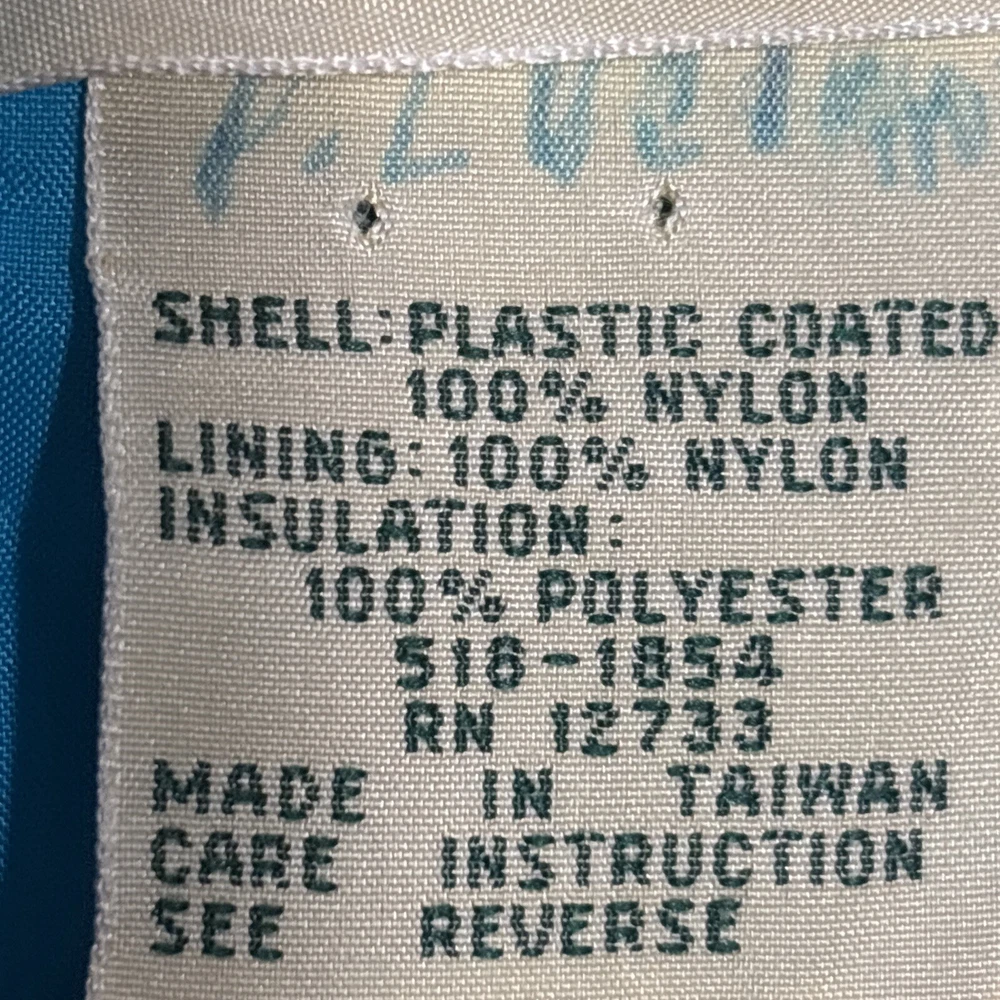 SHELL: PLASTIC COATED
100% NYLON
LINING: 100% NYLON
INSULATION:
100% POLYESTER
518-1854
RN 12733
MADE IN TAIWAN
CARE INSTRUCTION
SEE REVERSE